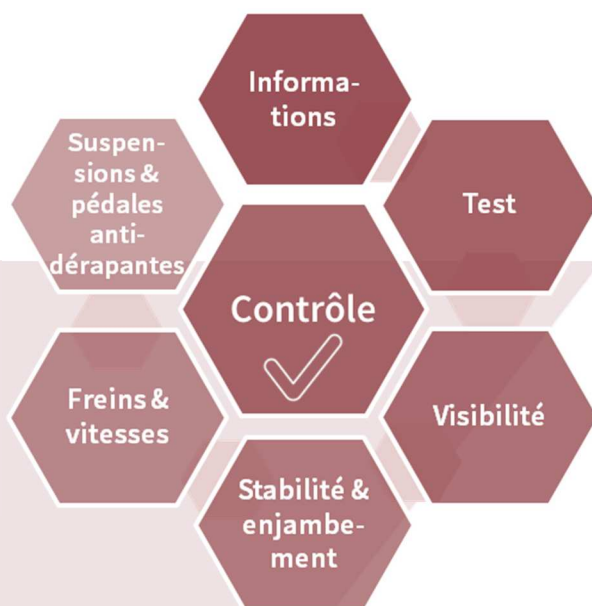 Informa-
tions
Suspen-
sions &
pédales
anti-
dérapantes
Test
Contrôle
Freins &
vitesses
Visibilité
Stabilité &
enjambe-
ment